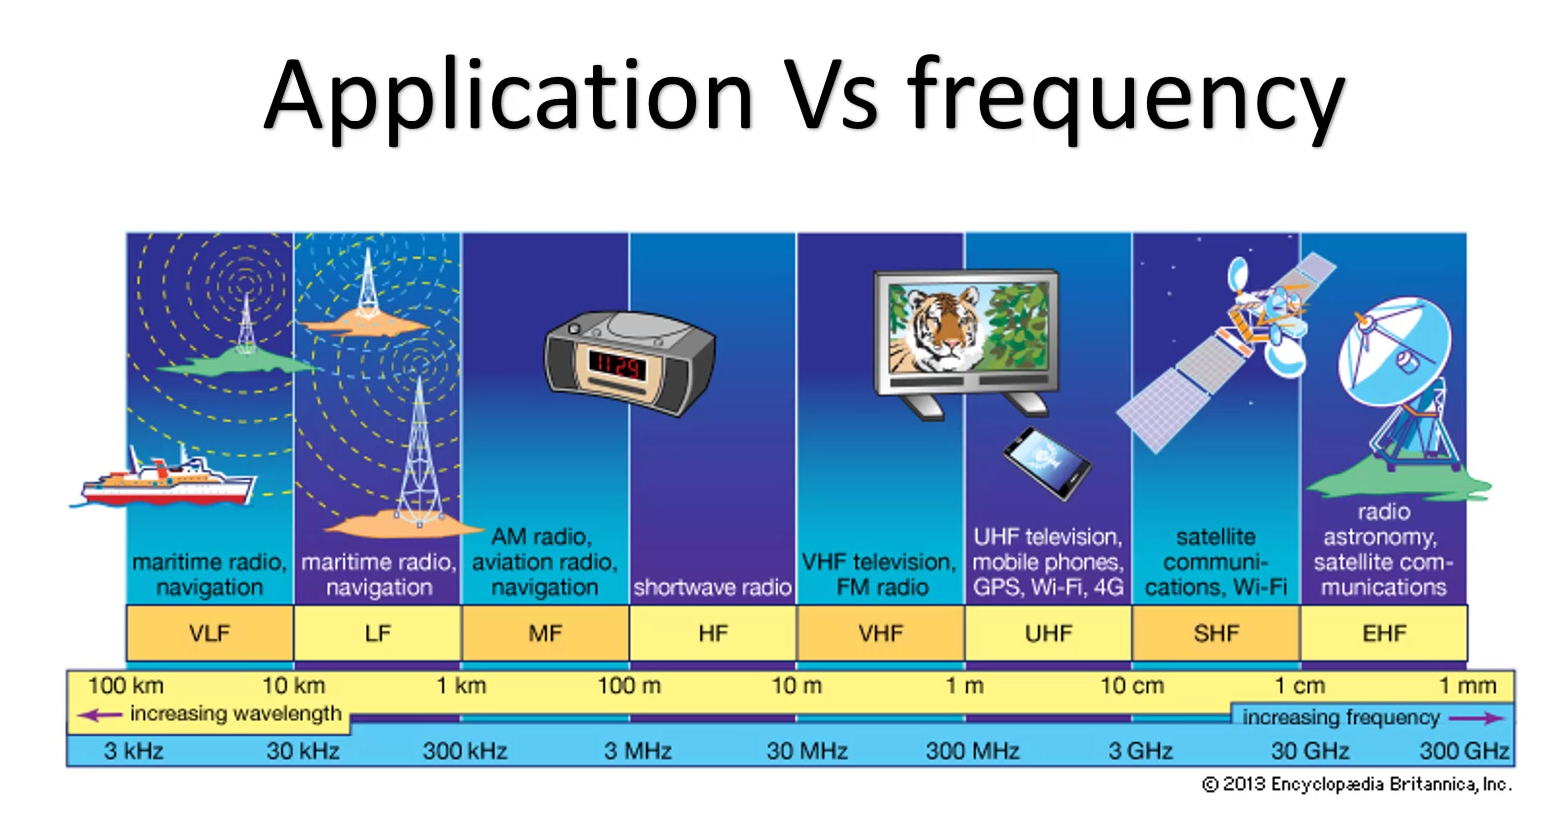 Application Vs frequency
11:29
maritime radio,
navigation
maritime radio,
navigation
AM radio,
aviation radio,
navigation
shortwave radio
VHF television,
FM radio
UHF television,
mobile phones,
GPS, Wi-Fi, 4G
satellite
communi-
cations, Wi-Fi
radio
astronomy,
satellite com-
munications
VLF LF MF HF VHF UHF SHF EHF
100 km 10 km 1 km 100 m 10 m 1 m 10 cm 1 cm 1 mm
increasing wavelength
increasing frequency
3 kHz 30 kHz 300 kHz 3 MHz 30 MHz 300 MHz 3 GHz 30 GHz 300 GHz
© 2013 Encyclopædia Britannica, Inc.